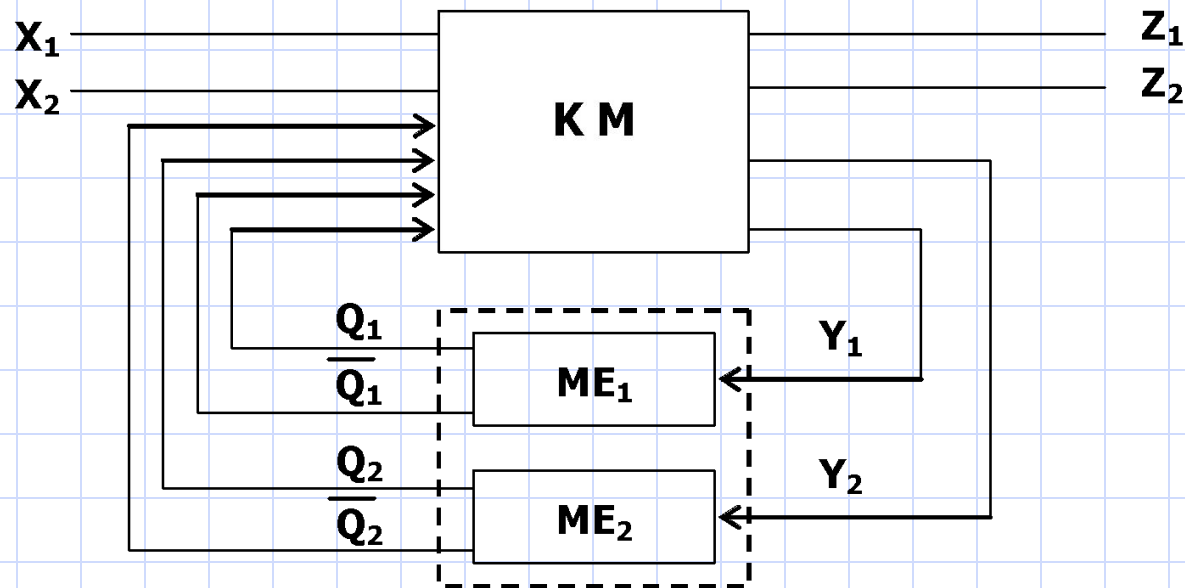 X₁
Z₁
X₂
Z₂
K M
Q₁
Y₁
Q̅₁
ME₁
Q₂
Y₂
Q̅₂
ME₂